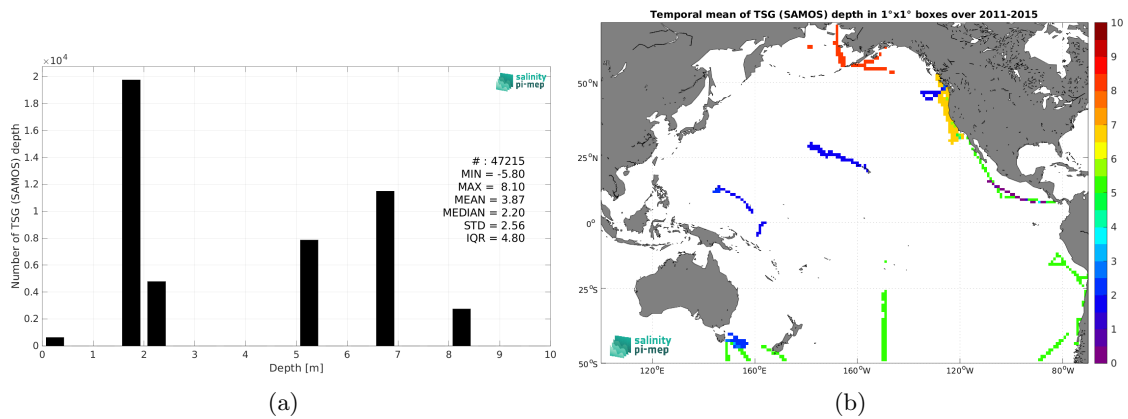 ×10⁴
2
1.8
1.6
1.4
1.2
1
0.8
0.6
0.4
0.2
0
Number of TSG (SAMOS) depth
salinity
pi-mep
# : 47215
MIN = -5.80
MAX = 8.10
MEAN = 3.87
MEDIAN = 2.20
STD = 2.56
IQR = 4.80
0 1 2 3 4 5 6 7 8 9 10
Depth [m]
(a)
Temporal mean of TSG (SAMOS) depth in 1°x1° boxes over 2011-2015
50°N
25°N
0°
25°S
50°S
salinity
pi-mep
120°E 160°E 160°W 120°W 80°W
10
9
8
7
6
5
4
3
2
1
0
(b)